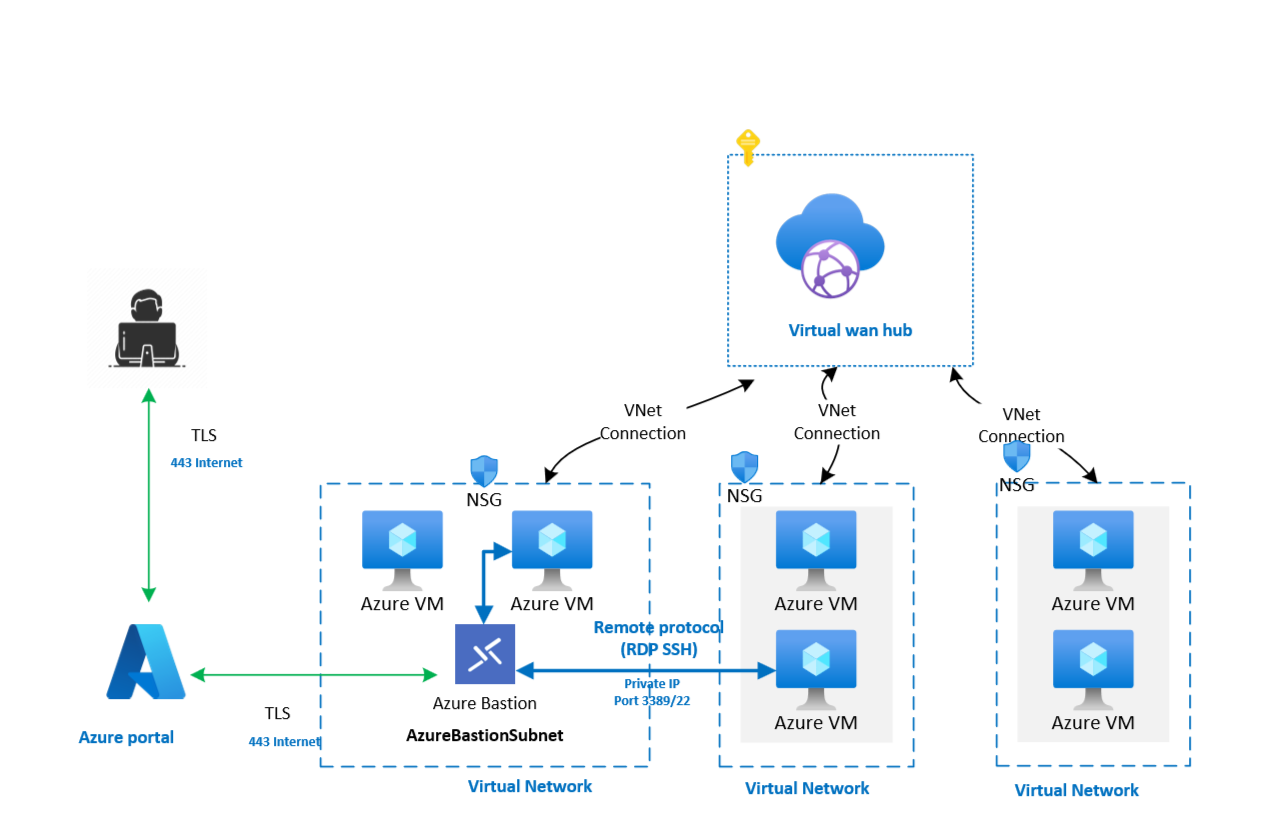 Virtual wan hub
VNet
Connection
VNet
Connection
VNet
Connection
TLS
443 Internet
NSG
NSG
NSG
Azure VM
Azure VM
Azure VM
Azure VM
Remote protocol
(RDP SSH)
Private IP
Port 3389/22
Azure Bastion
AzureBastionSubnet
TLS
443 Internet
Azure portal
Azure VM
Azure VM
Virtual Network
Virtual Network
Virtual Network